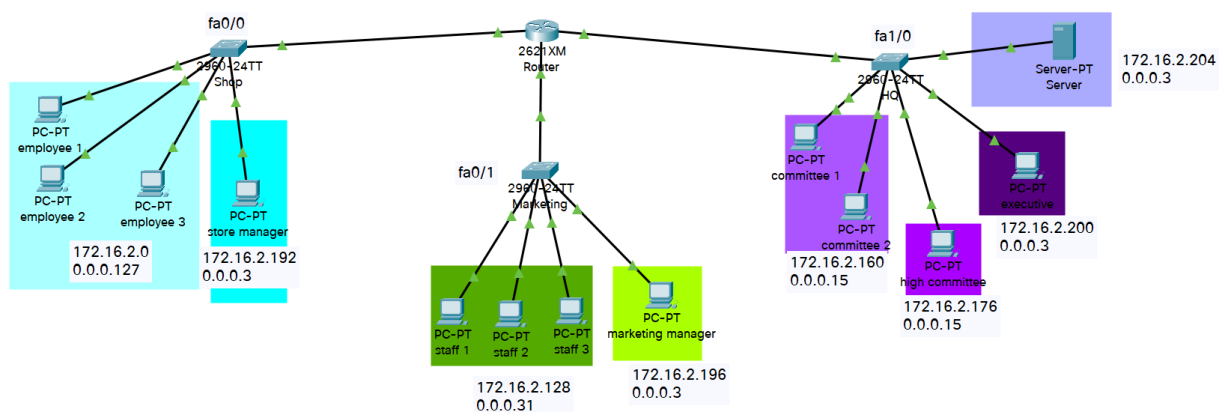 fa0/0
2960-24TT
Shop
2621XM
Router
fa1/0
2960-24TT
HQ
Server-PT
Server
172.16.2.204
0.0.0.3
PC-PT
employee 1
PC-PT
employee 2
PC-PT
employee 3
PC-PT
store manager
172.16.2.0
0.0.0.127
172.16.2.192
0.0.0.3
fa0/1
2960-24TT
Marketing
PC-PT
committee 1
PC-PT
committee 2
PC-PT
executive
172.16.2.200
0.0.0.3
172.16.2.160
0.0.0.15
PC-PT
high committee
172.16.2.176
0.0.0.15
PC-PT
staff 1
PC-PT
staff 2
PC-PT
staff 3
PC-PT
marketing manager
172.16.2.128
0.0.0.31
172.16.2.196
0.0.0.3